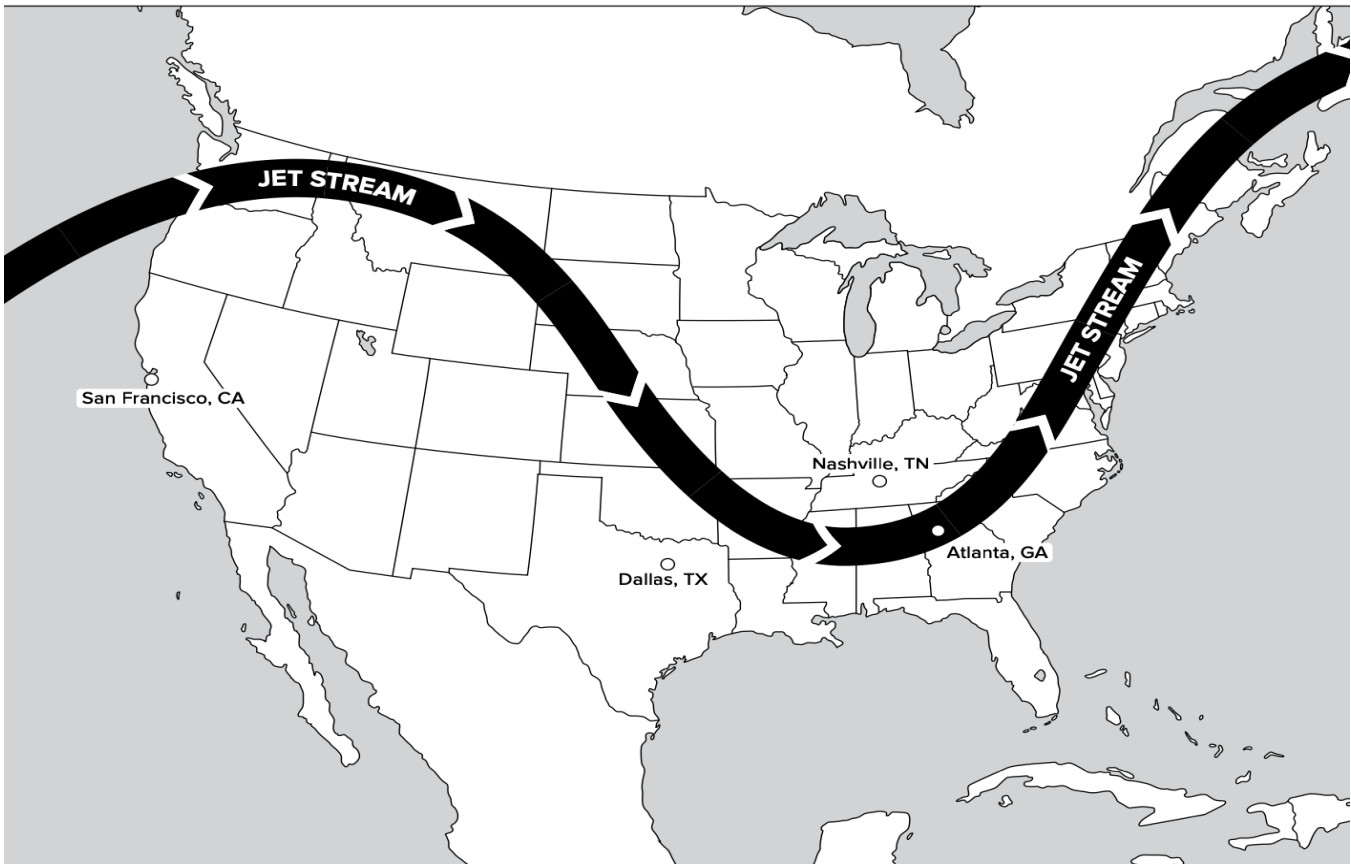 JET STREAM
JET STREAM
San Francisco, CA
Nashville, TN
Atlanta, GA
Dallas, TX